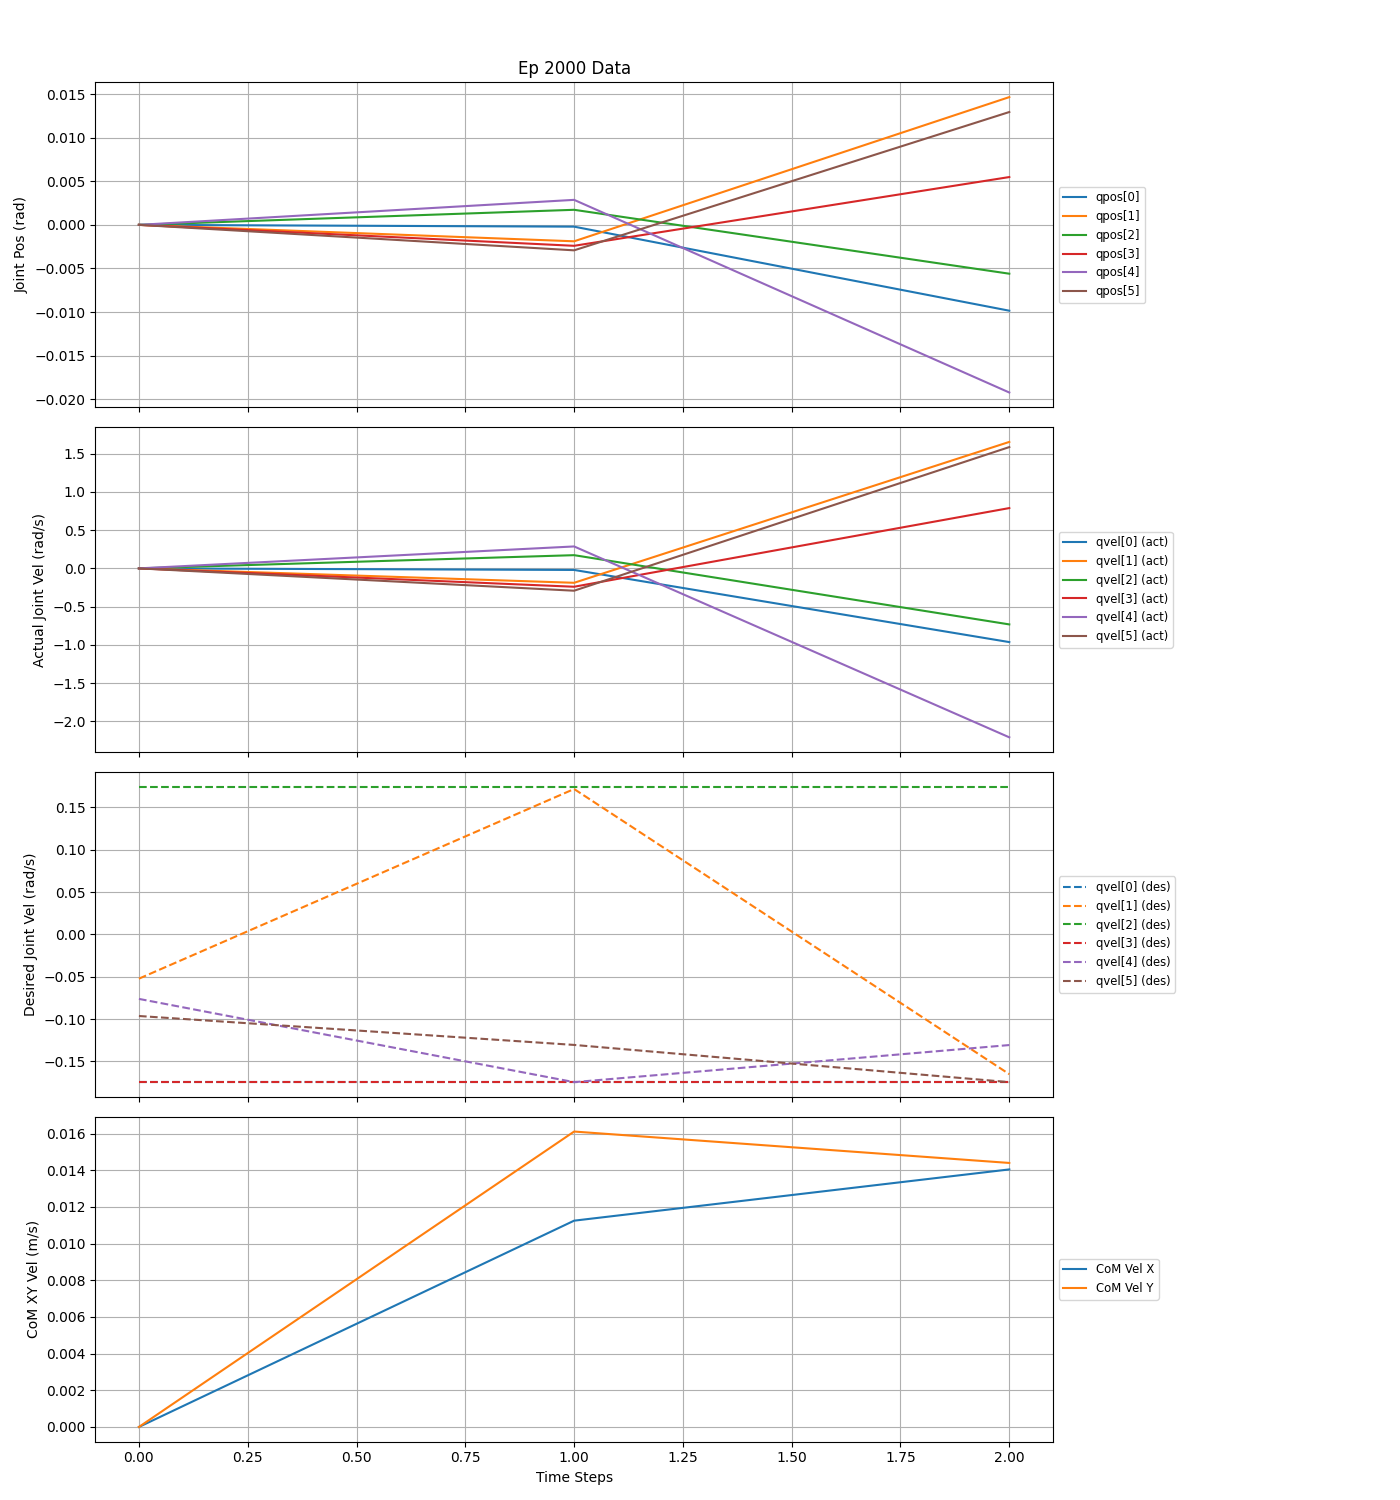 Ep 2000 Data
Joint Pos (rad)
0.015
0.010
0.005
0.000
−0.005
−0.010
−0.015
−0.020
qpos[0]
qpos[1]
qpos[2]
qpos[3]
qpos[4]
qpos[5]
Actual Joint Vel (rad/s)
1.5
1.0
0.5
0.0
−0.5
−1.0
−1.5
−2.0
qvel[0] (act)
qvel[1] (act)
qvel[2] (act)
qvel[3] (act)
qvel[4] (act)
qvel[5] (act)
Desired Joint Vel (rad/s)
0.15
0.10
0.05
0.00
−0.05
−0.10
−0.15
qvel[0] (des)
qvel[1] (des)
qvel[2] (des)
qvel[3] (des)
qvel[4] (des)
qvel[5] (des)
CoM XY Vel (m/s)
0.016
0.014
0.012
0.010
0.008
0.006
0.004
0.002
0.000
CoM Vel X
CoM Vel Y
0.00 0.25 0.50 0.75 1.00 1.25 1.50 1.75 2.00
Time Steps